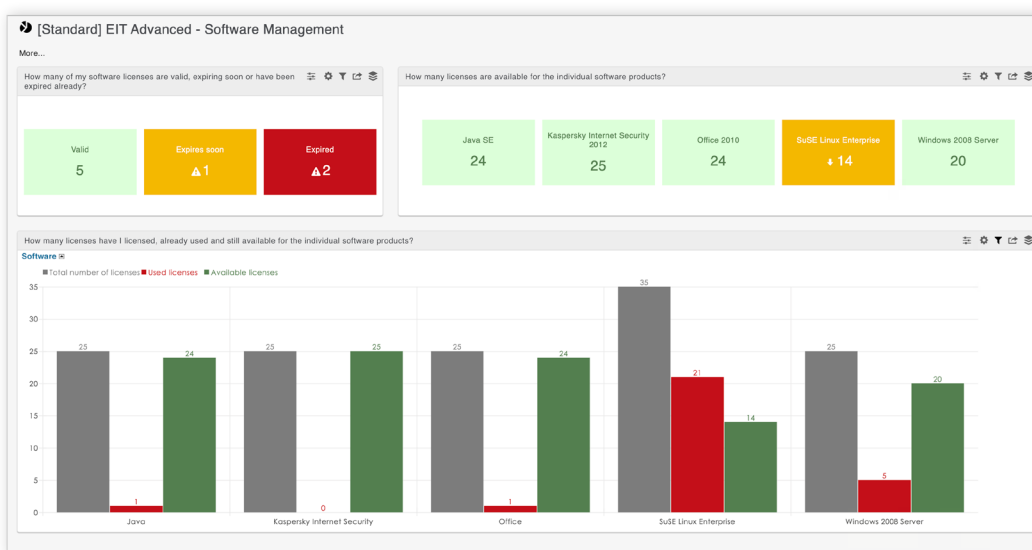 [Standard] EIT Advanced - Software Management
More...
How many of my software licenses are valid, expiring soon or have been
expired already?
Valid
5
Expires soon
1
Expired
2
How many licenses are available for the individual software products?
Java SE
24
Kaspersky Internet Security
2012
25
Office 2010
24
SuSE Linux Enterprise
14
Windows 2008 Server
20
How many licenses have I licensed, already used and still available for the individual software products?
Software
Total number of licenses Used licenses Available licenses
35
30
25
20
15
10
5
0
25
1
24
25
0
25
25
1
24
35
21
14
25
5
20
Java
Kaspersky Internet Security
Office
SuSE Linux Enterprise
Windows 2008 Server